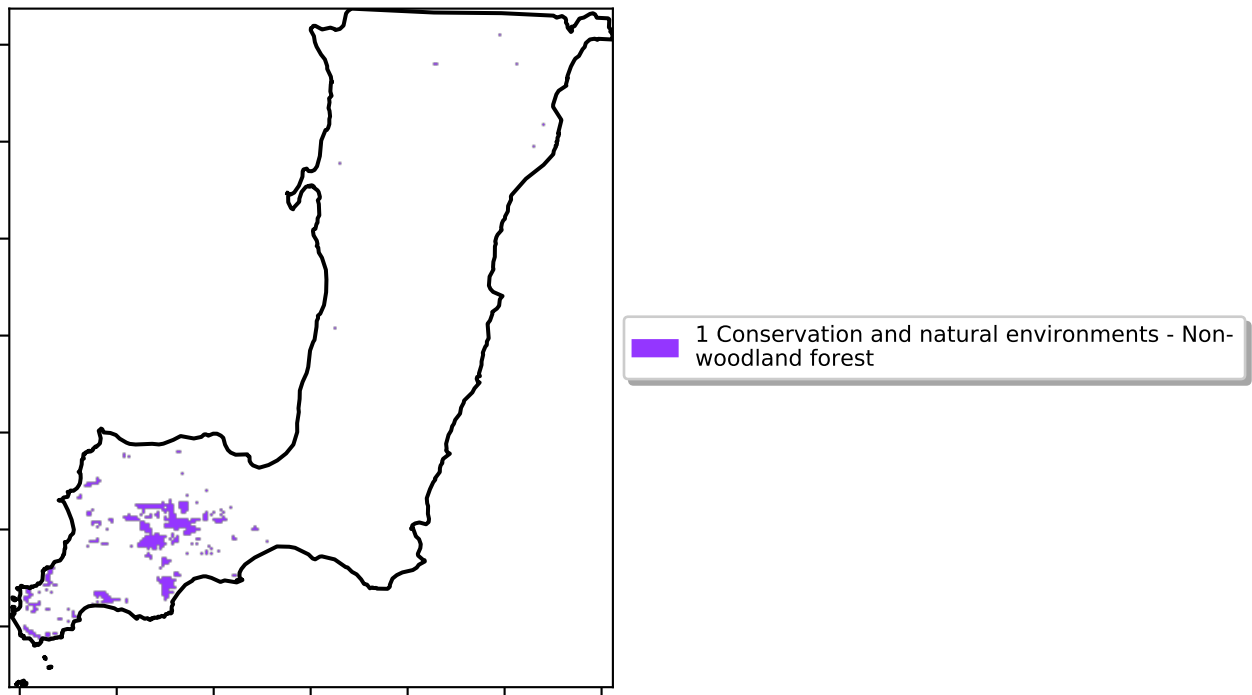 1 Conservation and natural environments - Non-
woodland forest